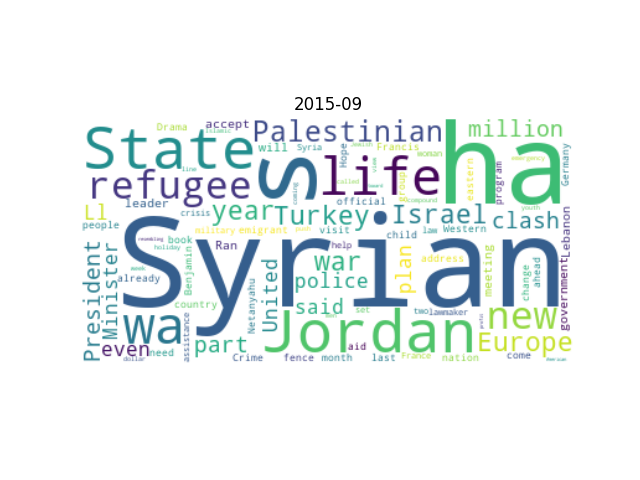 2015-09
Drama accept Palestinian million
Islamic
State s life ha
will Syria Hope Jewish Francis woman emergency Germany
refugee view group eastern program
line called compound
Ll leader year Turkey official Israel clash youth
people crisis coming visit law Western Lebanon
Syrian
President Minister book military emigrant help address meeting change ahead government
holiday Ran war plan
already week Benjamin United police
country Netanyahu said set two lawmaker new
wa Jordan
even need assistance part aid Europe
dollar Crime fence month last France nation come